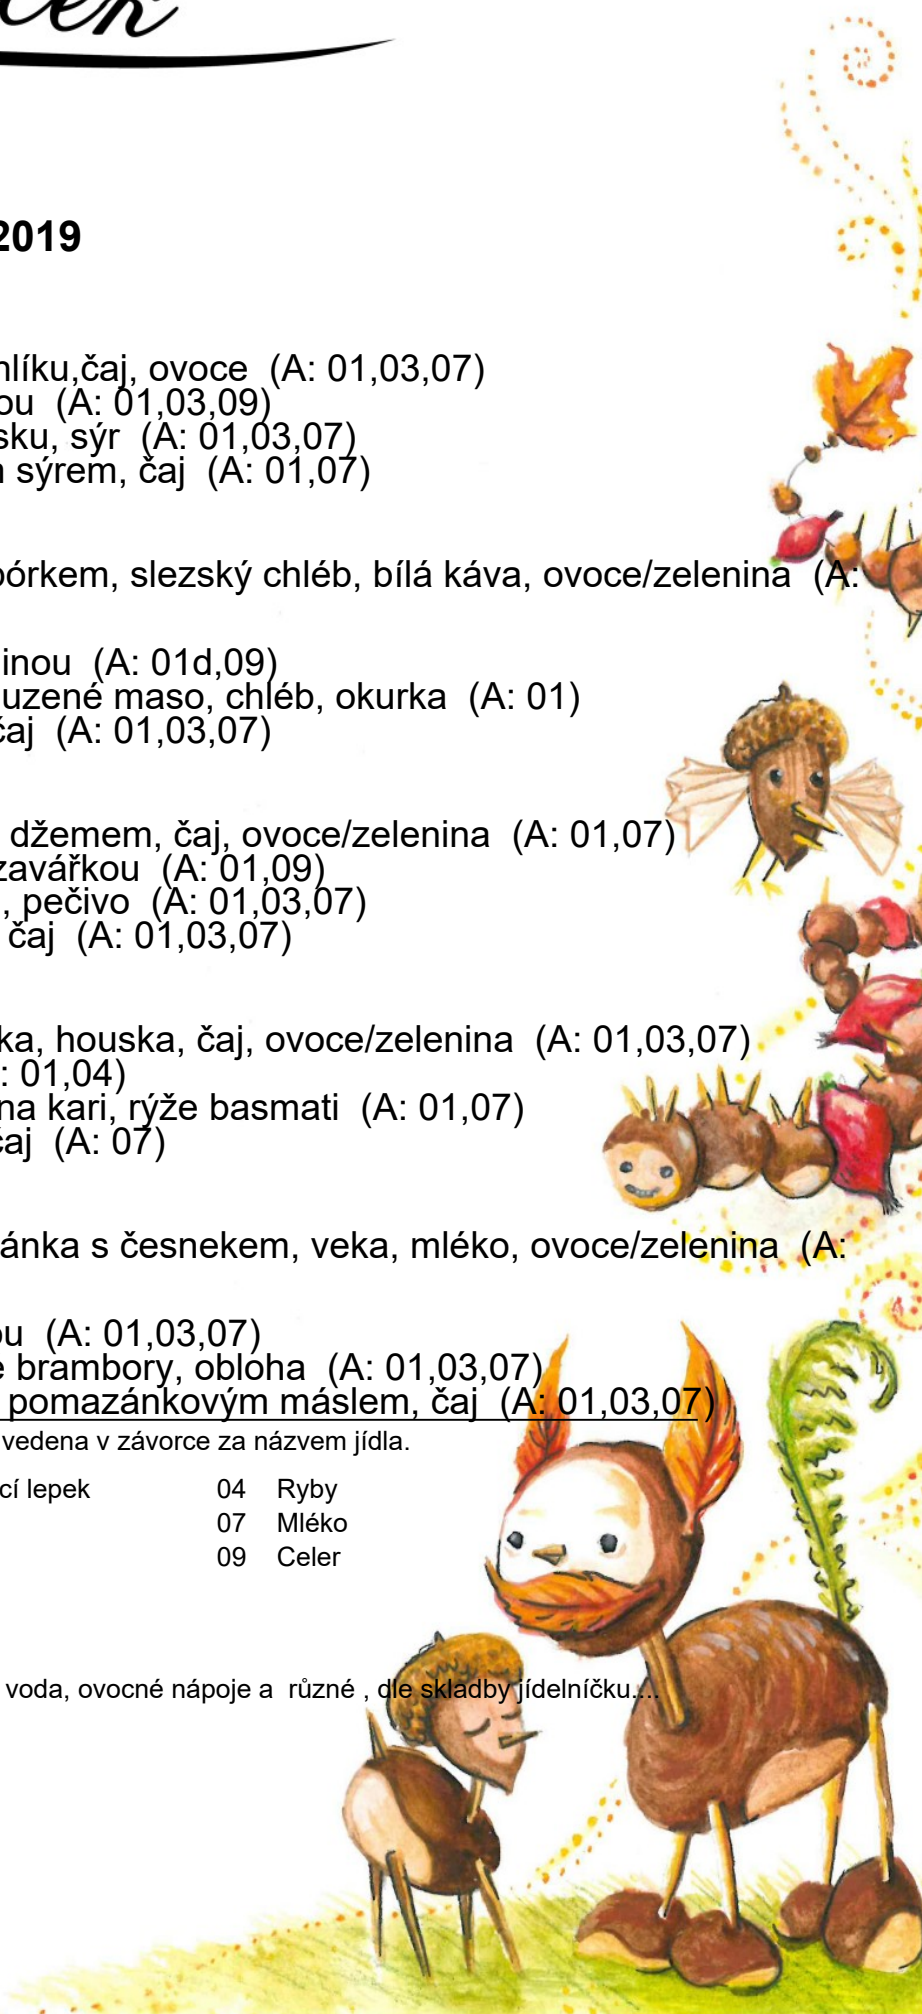 2019
hlíku,čaj, ovoce (A: 01,03,07)
ou (A: 01,03,09)
sku, sýr (A: 01,03,07)
sýrem, čaj (A: 01,07)
pórkem, slezský chléb, bílá káva, ovoce/zelenina (A:
inou (A: 01d,09)
uzené maso, chléb, okurka (A: 01)
čaj (A: 01,03,07)
džemem, čaj, ovoce/zelenina (A: 01,07)
zavářkou (A: 01,09)
, pečivo (A: 01,03,07)
čaj (A: 01,03,07)
ka, houska, čaj, ovoce/zelenina (A: 01,03,07)
: 01,04)
na kari, rýže basmati (A: 01,07)
čaj (A: 07)
ánka s česnekem, veka, mléko, ovoce/zelenina (A:
ou (A: 01,03,07)
e brambory, obloha (A: 01,03,07)
pomazánkovým máslem, čaj (A: 01,03,07)
vedena v závorce za názvem jídla.
cí lepek 04 Ryby
07 Mléko
09 Celer
voda, ovocné nápoje a různé , dle skladby jídelníčku....